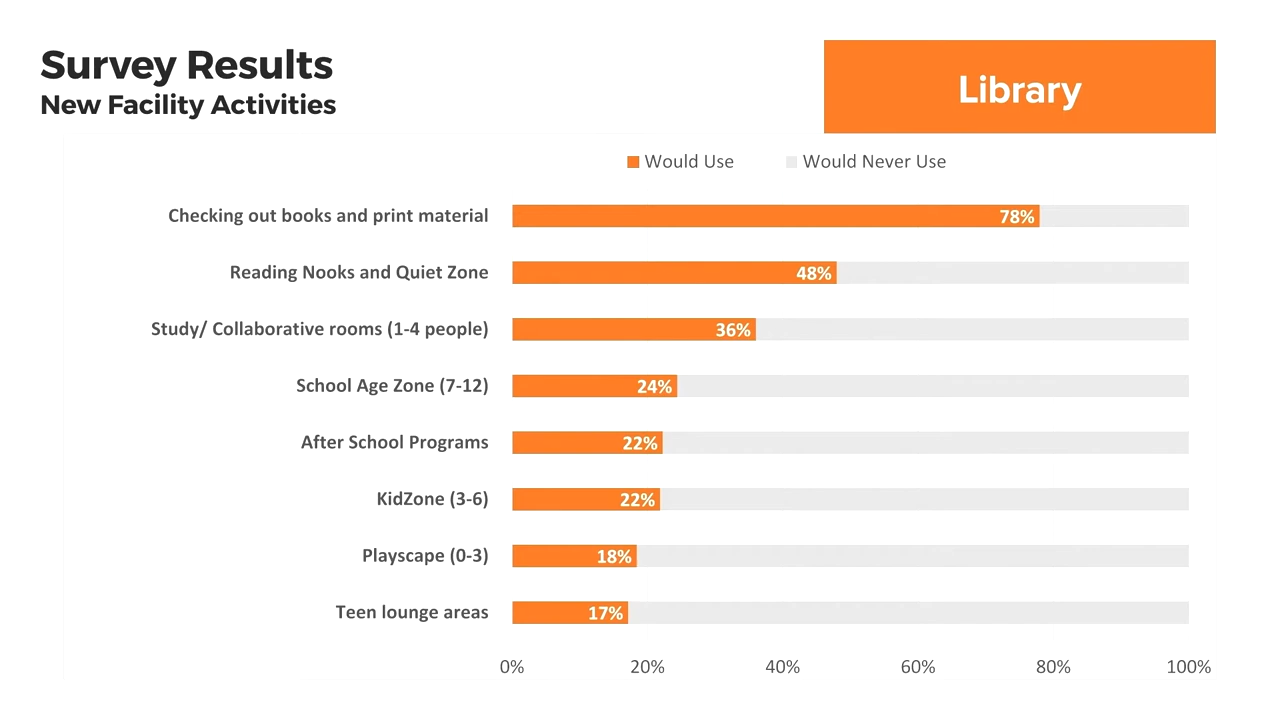 Survey Results
New Facility Activities
Library
Would Use
Would Never Use
Checking out books and print material
78%
Reading Nooks and Quiet Zone
48%
Study/ Collaborative rooms (1-4 people)
36%
School Age Zone (7-12)
24%
After School Programs
22%
KidZone (3-6)
22%
Playscape (0-3)
18%
Teen lounge areas
17%
0%
20%
40%
60%
80%
100%